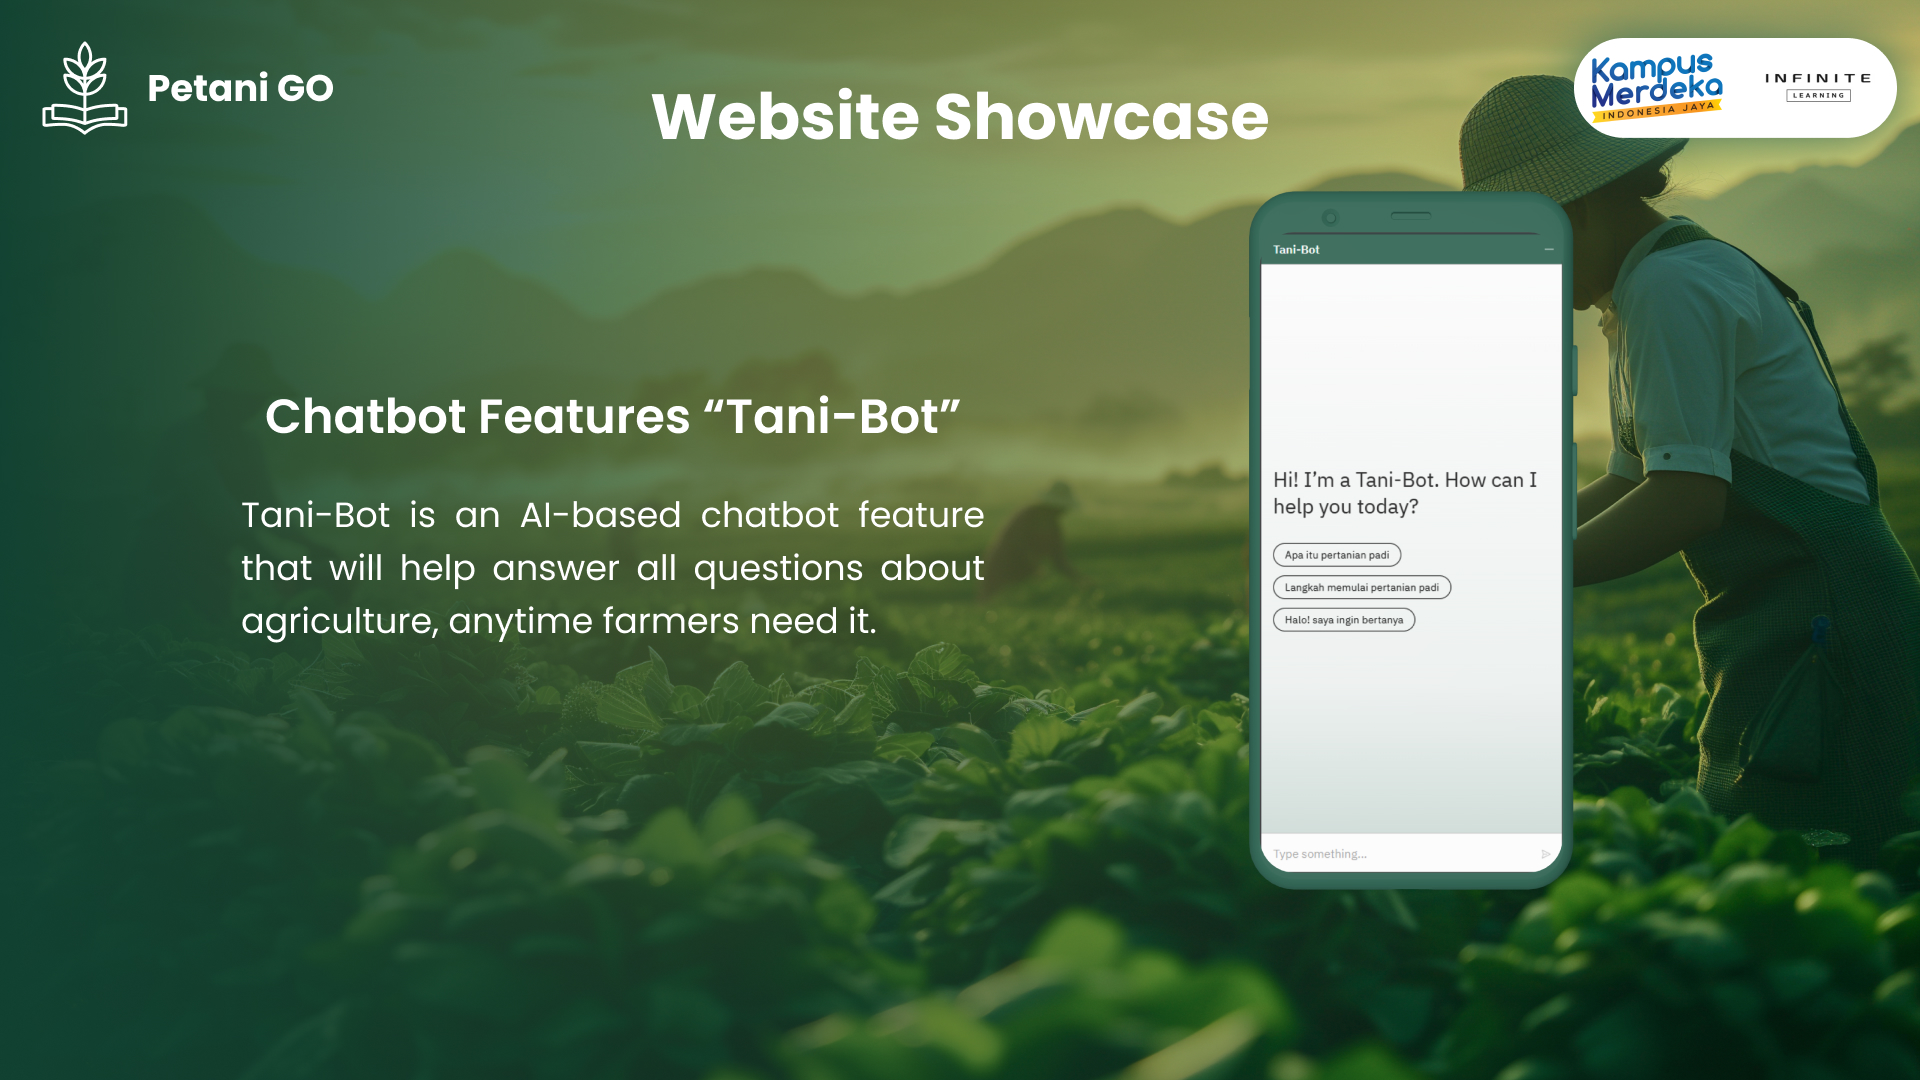 Petani GO
Website Showcase
Kampus
Merdeka
INDONESIA JAYA
INFINITE
LEARNING
Chatbot Features “Tani-Bot”
Tani-Bot is an AI-based chatbot feature
that will help answer all questions about
agriculture, anytime farmers need it.
Tani-Bot
Hi! I’m a Tani-Bot. How can I
help you today?
Apa itu pertanian padi
Langkah memulai pertanian padi
Halo! saya ingin bertanya
Type something...